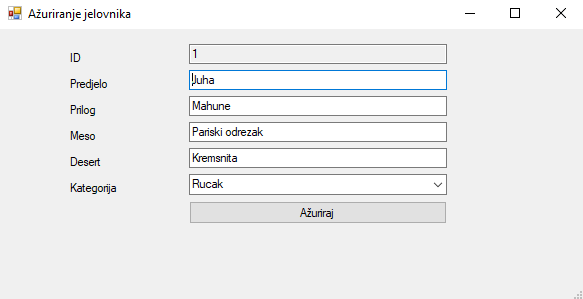 Ažuriranje jelovnika
ID 1
Predjelo Juha
Prilog Mahune
Meso Pariski odrezak
Desert Kremsnita
Kategorija Rucak
Ažuriraj